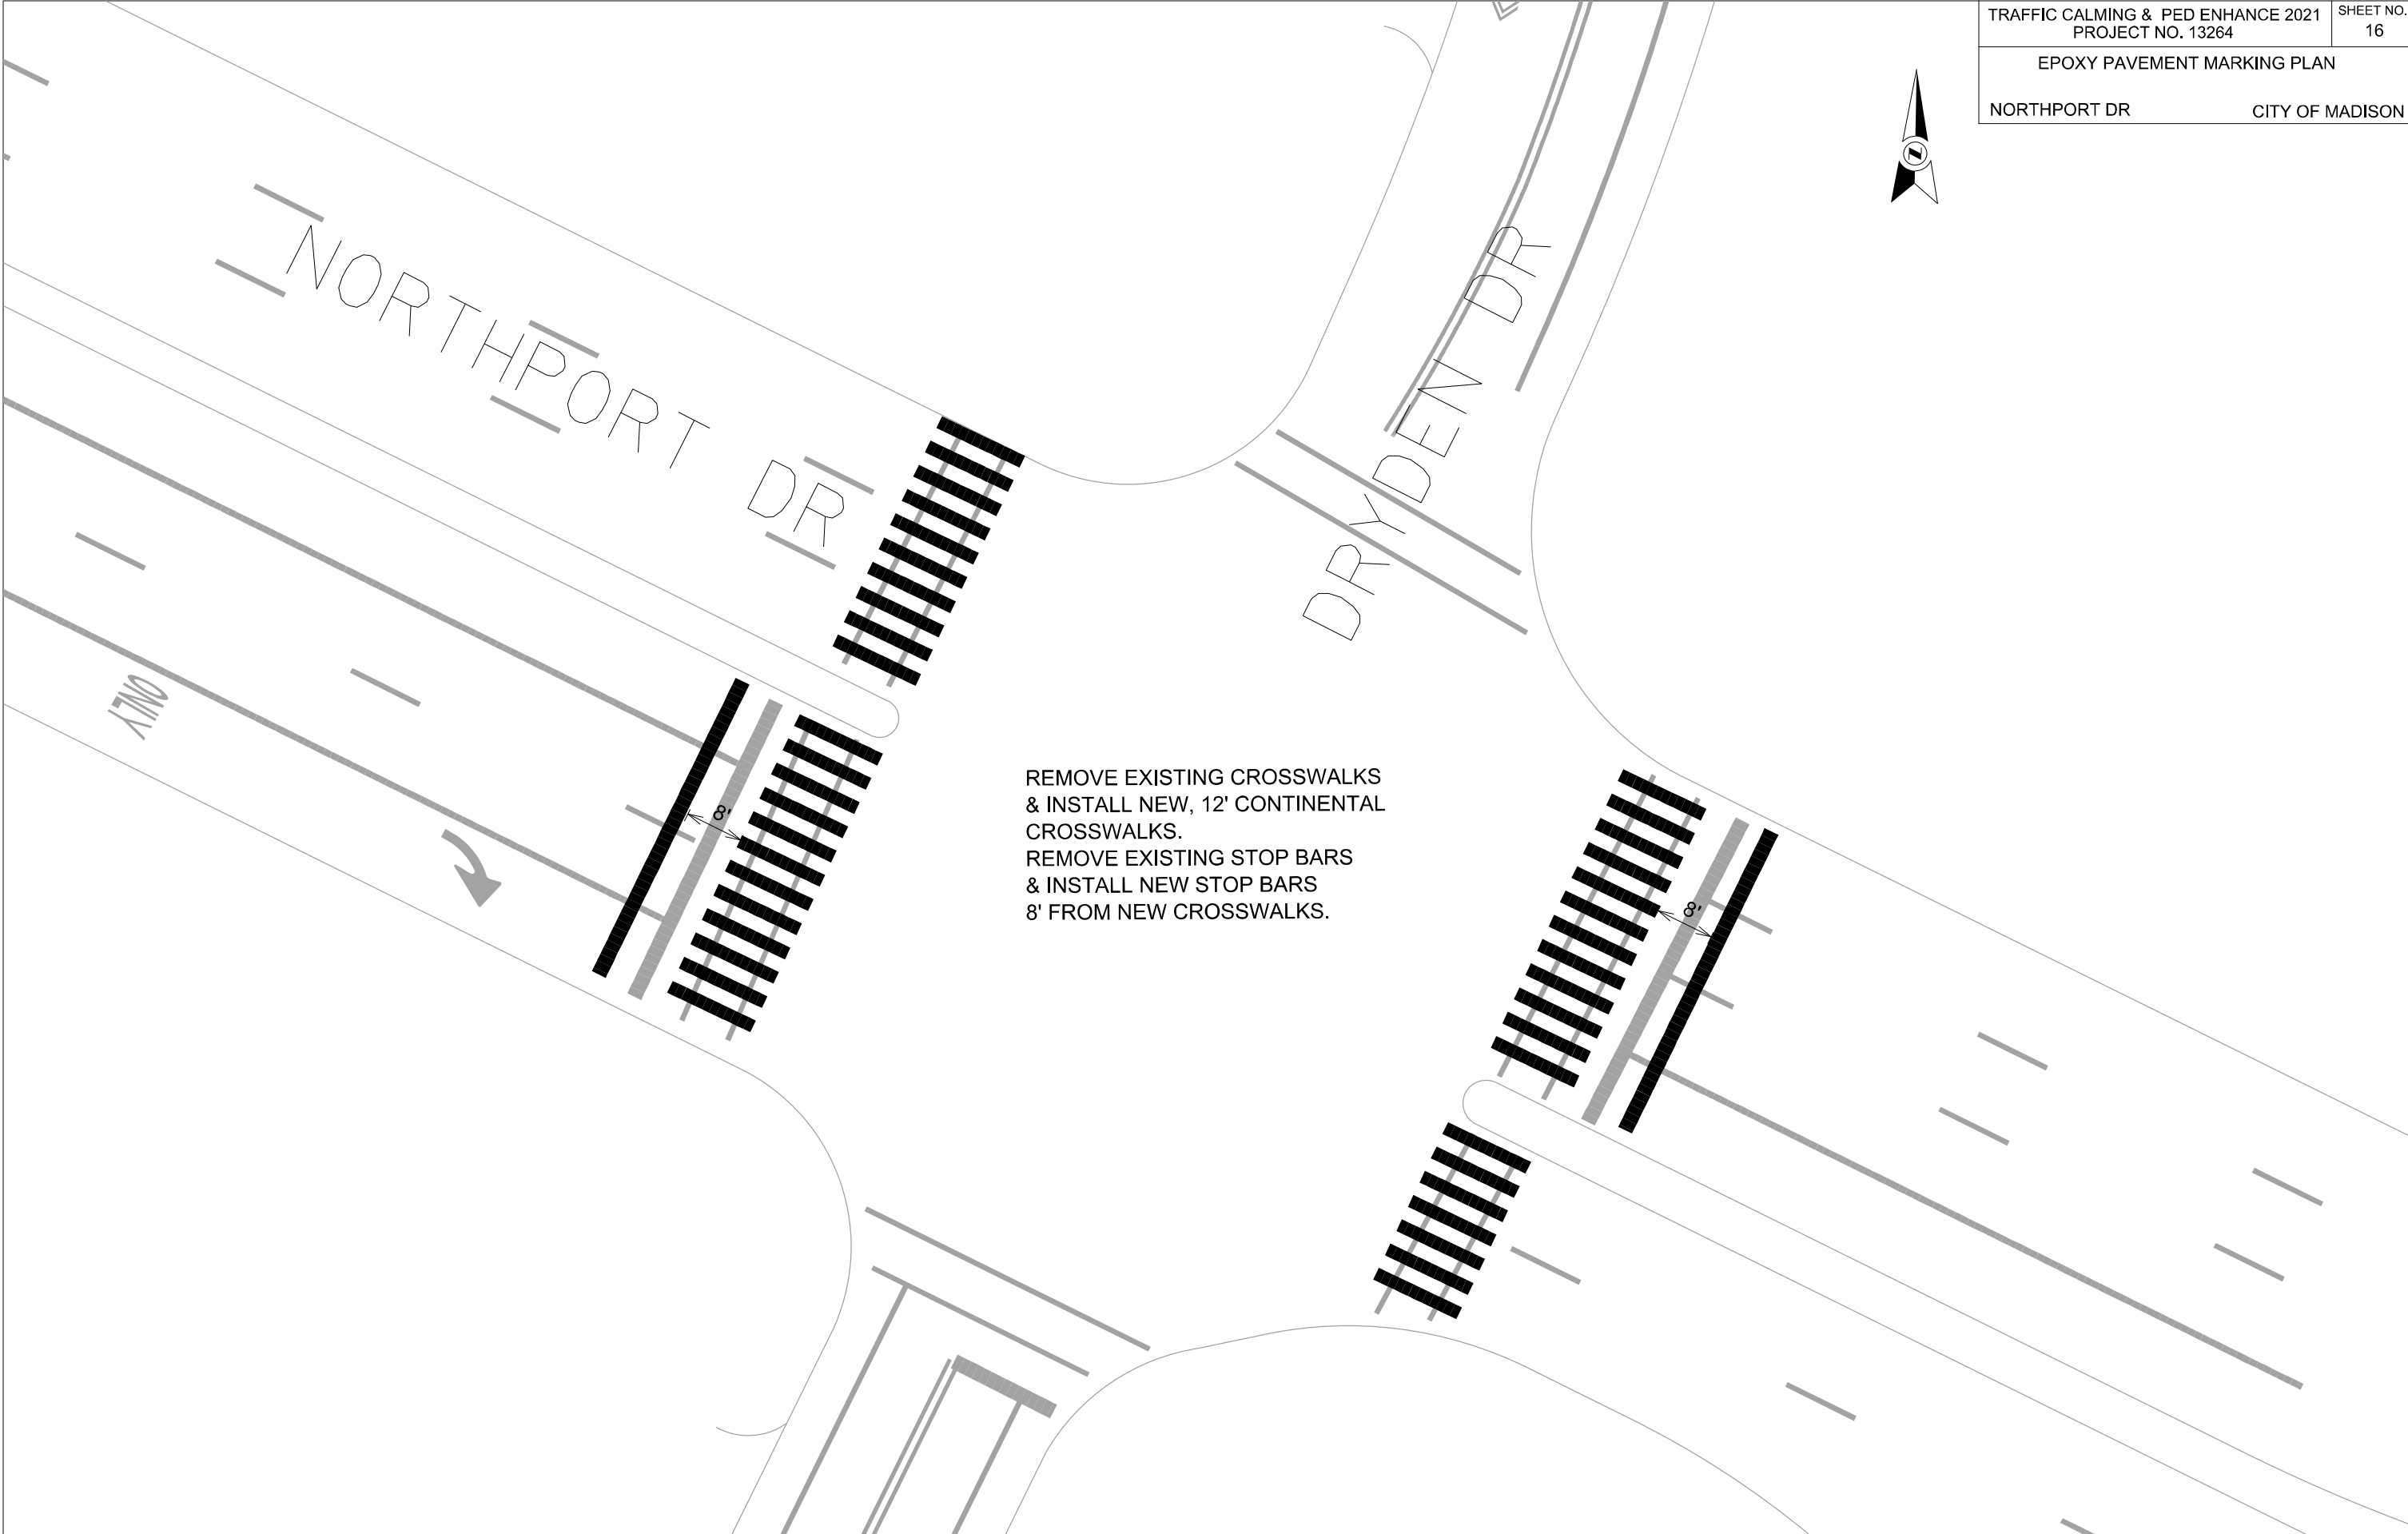 TRAFFIC CALMING & PED ENHANCE 2021
PROJECT NO. 13264
SHEET NO.
16
EPOXY PAVEMENT MARKING PLAN
NORTHPORT DR
CITY OF MADISON
N
NORTHPORT DR
DRYDEN DR
ONLY
8'
REMOVE EXISTING CROSSWALKS
& INSTALL NEW, 12' CONTINENTAL
CROSSWALKS.
REMOVE EXISTING STOP BARS
& INSTALL NEW STOP BARS
8' FROM NEW CROSSWALKS.
8'